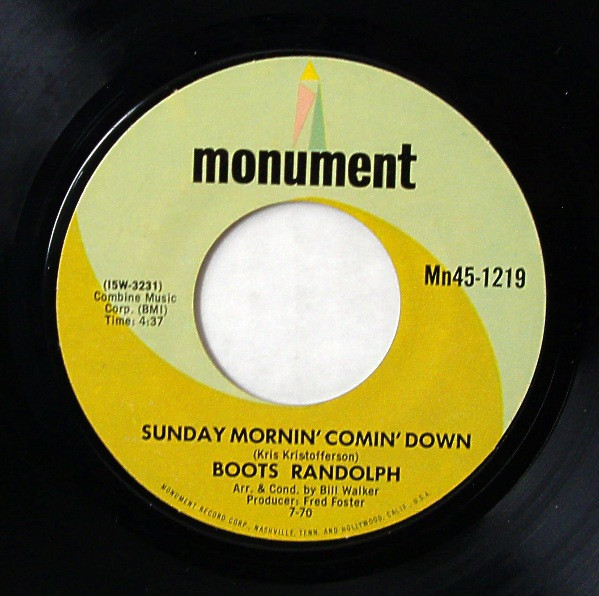 monument
Mn45-1219
(I5W-3231)
Combine Music
Corp. (BMI)
Time: 4:37
SUNDAY MORNIN' COMIN' DOWN
(Kris Kristofferson)
BOOTS RANDOLPH
Arr. & Cond. by Bill Walker
Producer: Fred Foster
7-70
MONUMENT RECORD CORP., NASHVILLE, TENN. AND HOLLYWOOD, CALIF., U.S.A.